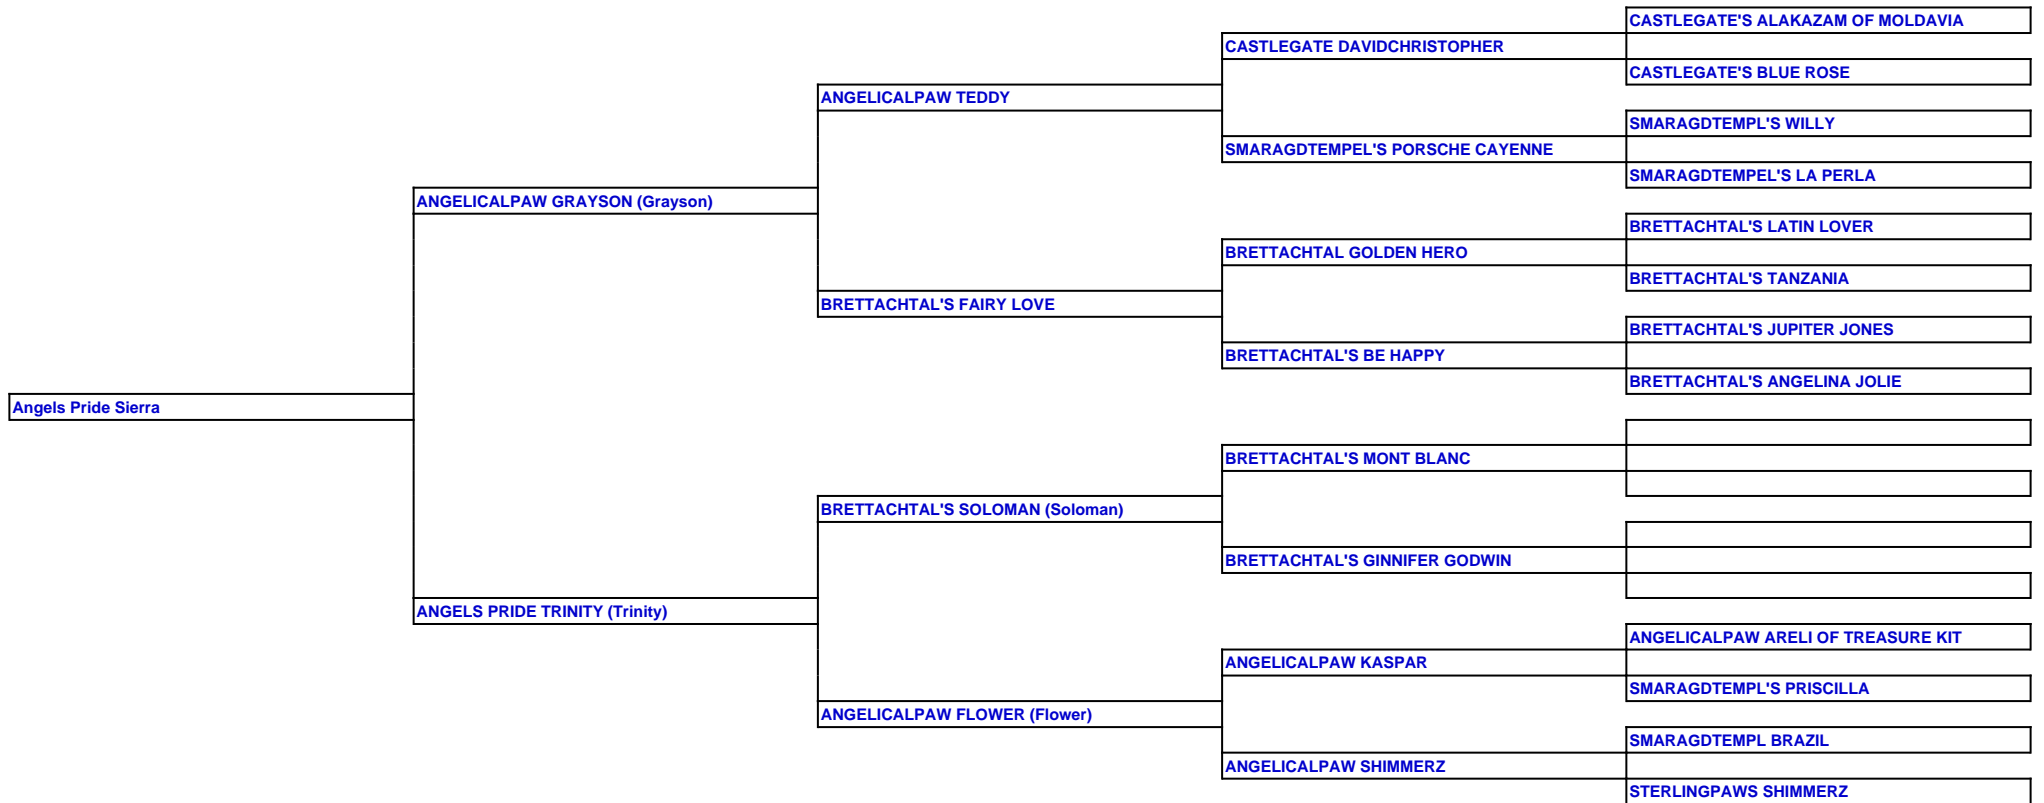 CASTLEGATE'S ALAKAZAM OF MOLDAVIA
CASTLEGATE DAVIDCHRISTOPHER
CASTLEGATE'S BLUE ROSE
ANGELICALPAW TEDDY
SMARAGDTEMPL'S WILLY
SMARAGDTEMPEL'S PORSCHE CAYENNE
SMARAGDTEMPEL'S LA PERLA
ANGELICALPAW GRAYSON (Grayson)
BRETTACHTAL'S LATIN LOVER
BRETTACHTAL GOLDEN HERO
BRETTACHTAL'S TANZANIA
BRETTACHTAL'S FAIRY LOVE
BRETTACHTAL'S JUPITER JONES
BRETTACHTAL'S BE HAPPY
BRETTACHTAL'S ANGELINA JOLIE
Angels Pride Sierra
BRETTACHTAL'S MONT BLANC
BRETTACHTAL'S SOLOMAN (Soloman)
BRETTACHTAL'S GINNIFER GODWIN
ANGELS PRIDE TRINITY (Trinity)
ANGELICALPAW ARELI OF TREASURE KIT
ANGELICALPAW KASPAR
SMARAGDTEMPL'S PRISCILLA
ANGELICALPAW FLOWER (Flower)
SMARAGDTEMPL BRAZIL
ANGELICALPAW SHIMMERZ
STERLINGPAWS SHIMMERZ